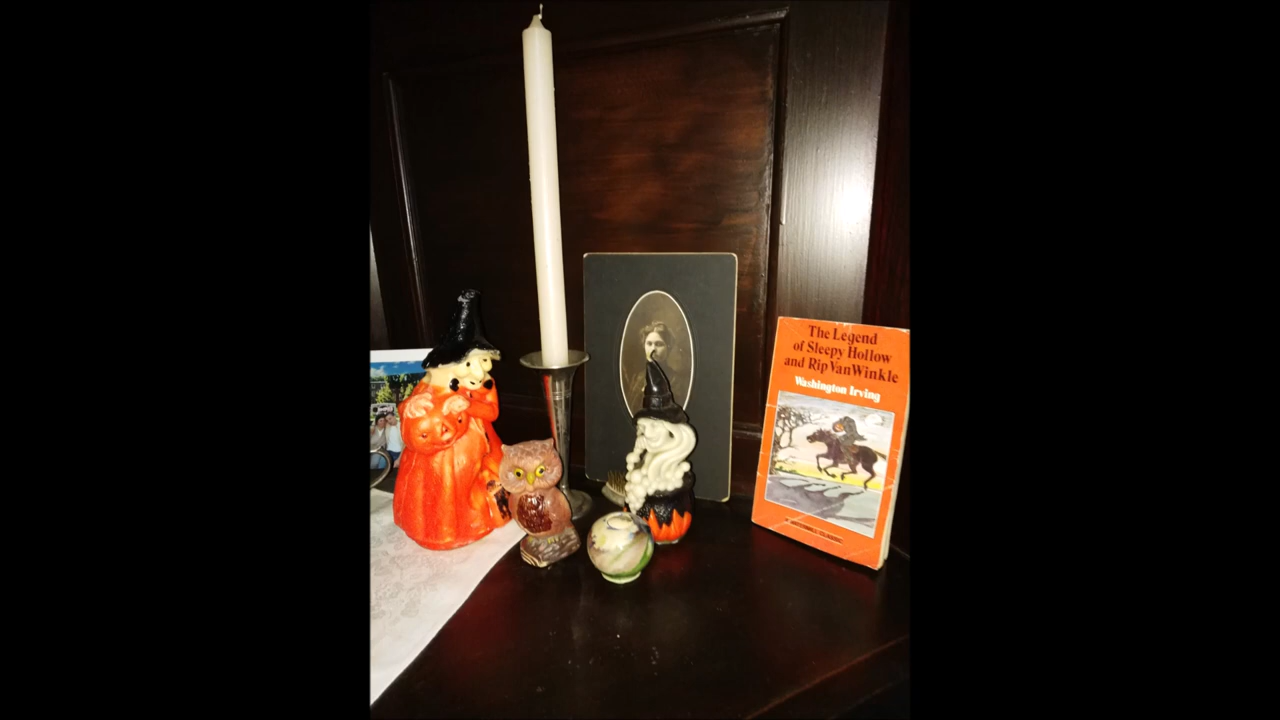 The Legend
of Sleepy Hollow
and Rip Van Winkle
Washington Irving